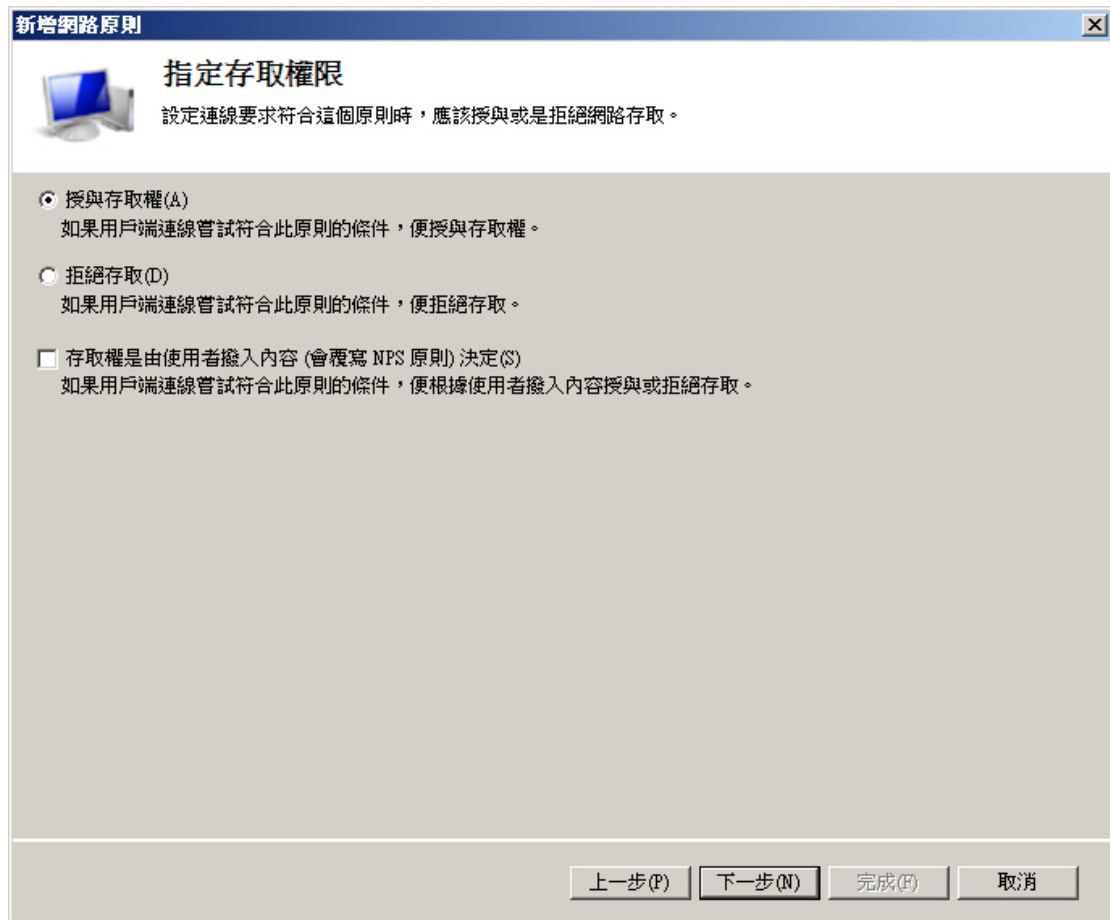 新增網路原則
指定存取權限
設定連線要求符合這個原則時，應該授與或是拒絕網路存取。
授與存取權(A)
如果用戶端連線嘗試符合此原則的條件，便授與存取權。
拒絕存取(D)
如果用戶端連線嘗試符合此原則的條件，便拒絕存取。
存取權是由使用者撥入內容 (會覆寫 NPS 原則) 決定(S)
如果用戶端連線嘗試符合此原則的條件，便根據使用者撥入內容授與或拒絕存取。
上一步(P) 下一步(N) 完成(F) 取消